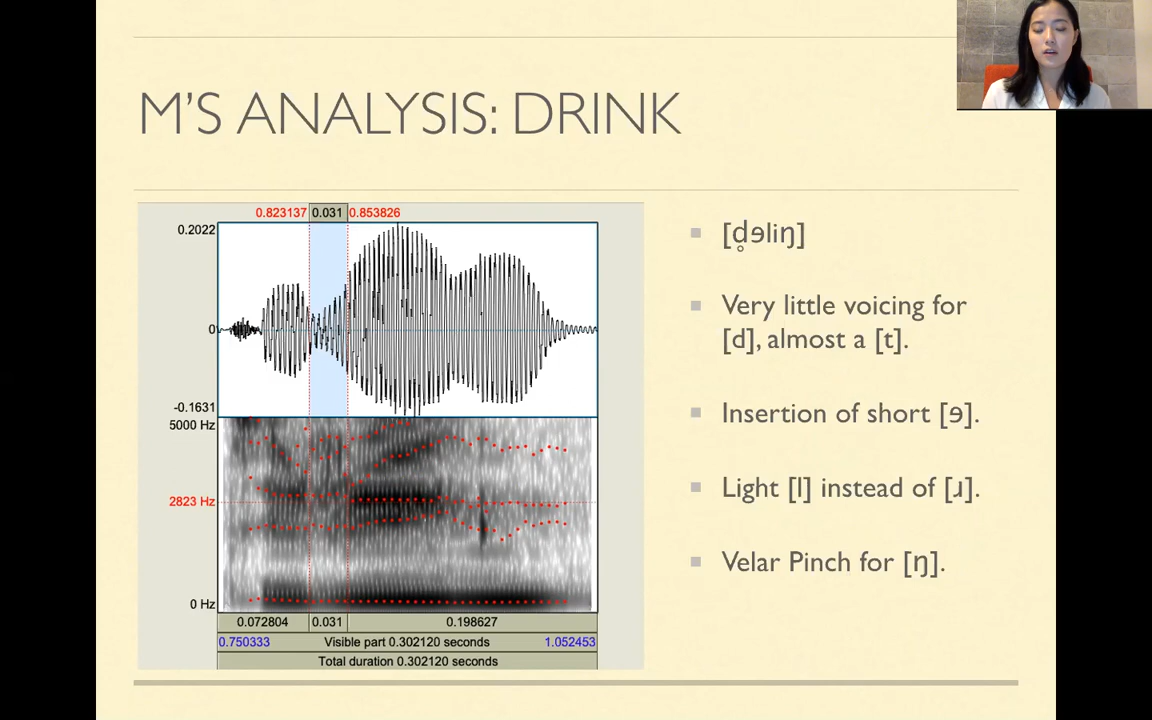 M'S ANALYSIS: DRINK
0.823137 0.031 0.853826
0.2022
0
-0.1631
5000 Hz
2823 Hz
0 Hz
0.072804 0.031 0.198627
0.750333 Visible part 0.302120 seconds 1.052453
Total duration 0.302120 seconds
[d̥ɘliŋ]
Very little voicing for
[d], almost a [t].
Insertion of short [ɘ].
Light [l] instead of [ɹ].
Velar Pinch for [ŋ].